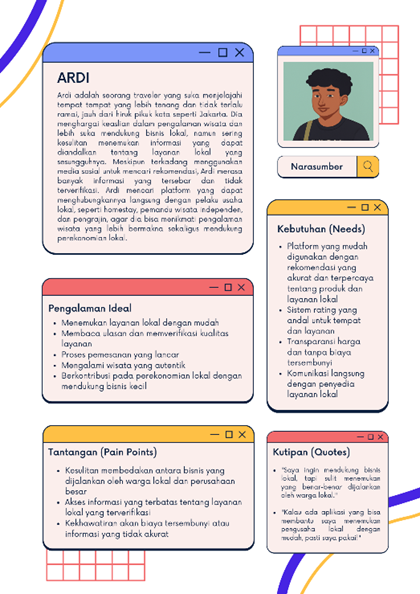 ARDI
Ardi adalah seorang traveler yang suka menjelajahi
tempat tempat yang lebih tenang dan tidak terlalu
ramai, jauh dari hiruk pikuk kota seperti Jakarta. Dia
menghargai keaslian dalam pengalaman wisata dan
lebih suka mendukung bisnis lokal, namun sering
kesulitan menemukan informasi yang dapat
diandalkan tentang layanan lokal yang
sesungguhnya. Meskipun terkadang menggunakan
media sosial untuk mencari rekomendasi, Ardi merasa
banyak informasi yang tersebar dan tidak
terverifikasi. Ardi mencari platform yang dapat
menghubungkannya langsung dengan pelaku usaha
lokal, seperti homestay, pemandu wisata independen,
dan pengrajin, agar dia bisa menikmati pengalaman
wisata yang lebih bermakna sekaligus mendukung
perekonomian lokal.
Narasumber
Kebutuhan (Needs)
• Platform yang mudah
digunakan dengan
rekomendasi yang
akurat dan terpercaya
tentang produk dan
layanan lokal
• Sistem rating yang
andal untuk tempat
dan layanan
• Transparansi harga
dan tanpa biaya
tersembunyi
• Komunikasi langsung
dengan penyedia
layanan lokal
Pengalaman Ideal
• Menemukan layanan lokal dengan mudah
• Membaca ulasan dan memverifikasi kualitas
layanan
• Proses pemesanan yang lancar
• Mengalami wisata yang autentik
• Berkontribusi pada perekonomian lokal dengan
mendukung bisnis kecil
Tantangan (Pain Points)
• Kesulitan membedakan antara bisnis yang
dijalankan oleh warga lokal dan perusahaan
besar
• Akses informasi yang terbatas tentang layanan
lokal yang terverifikasi
• Kekhawatiran akan biaya tersembunyi atau
informasi yang tidak akurat
Kutipan (Quotes)
• "Saya ingin mendukung bisnis
lokal, tapi sulit menemukan
yang benar-benar dijalankan
oleh warga lokal."
• "Kalau ada aplikasi yang bisa
membantu saya menemukan
pengusaha lokal dengan
mudah, pasti saya pakai!"